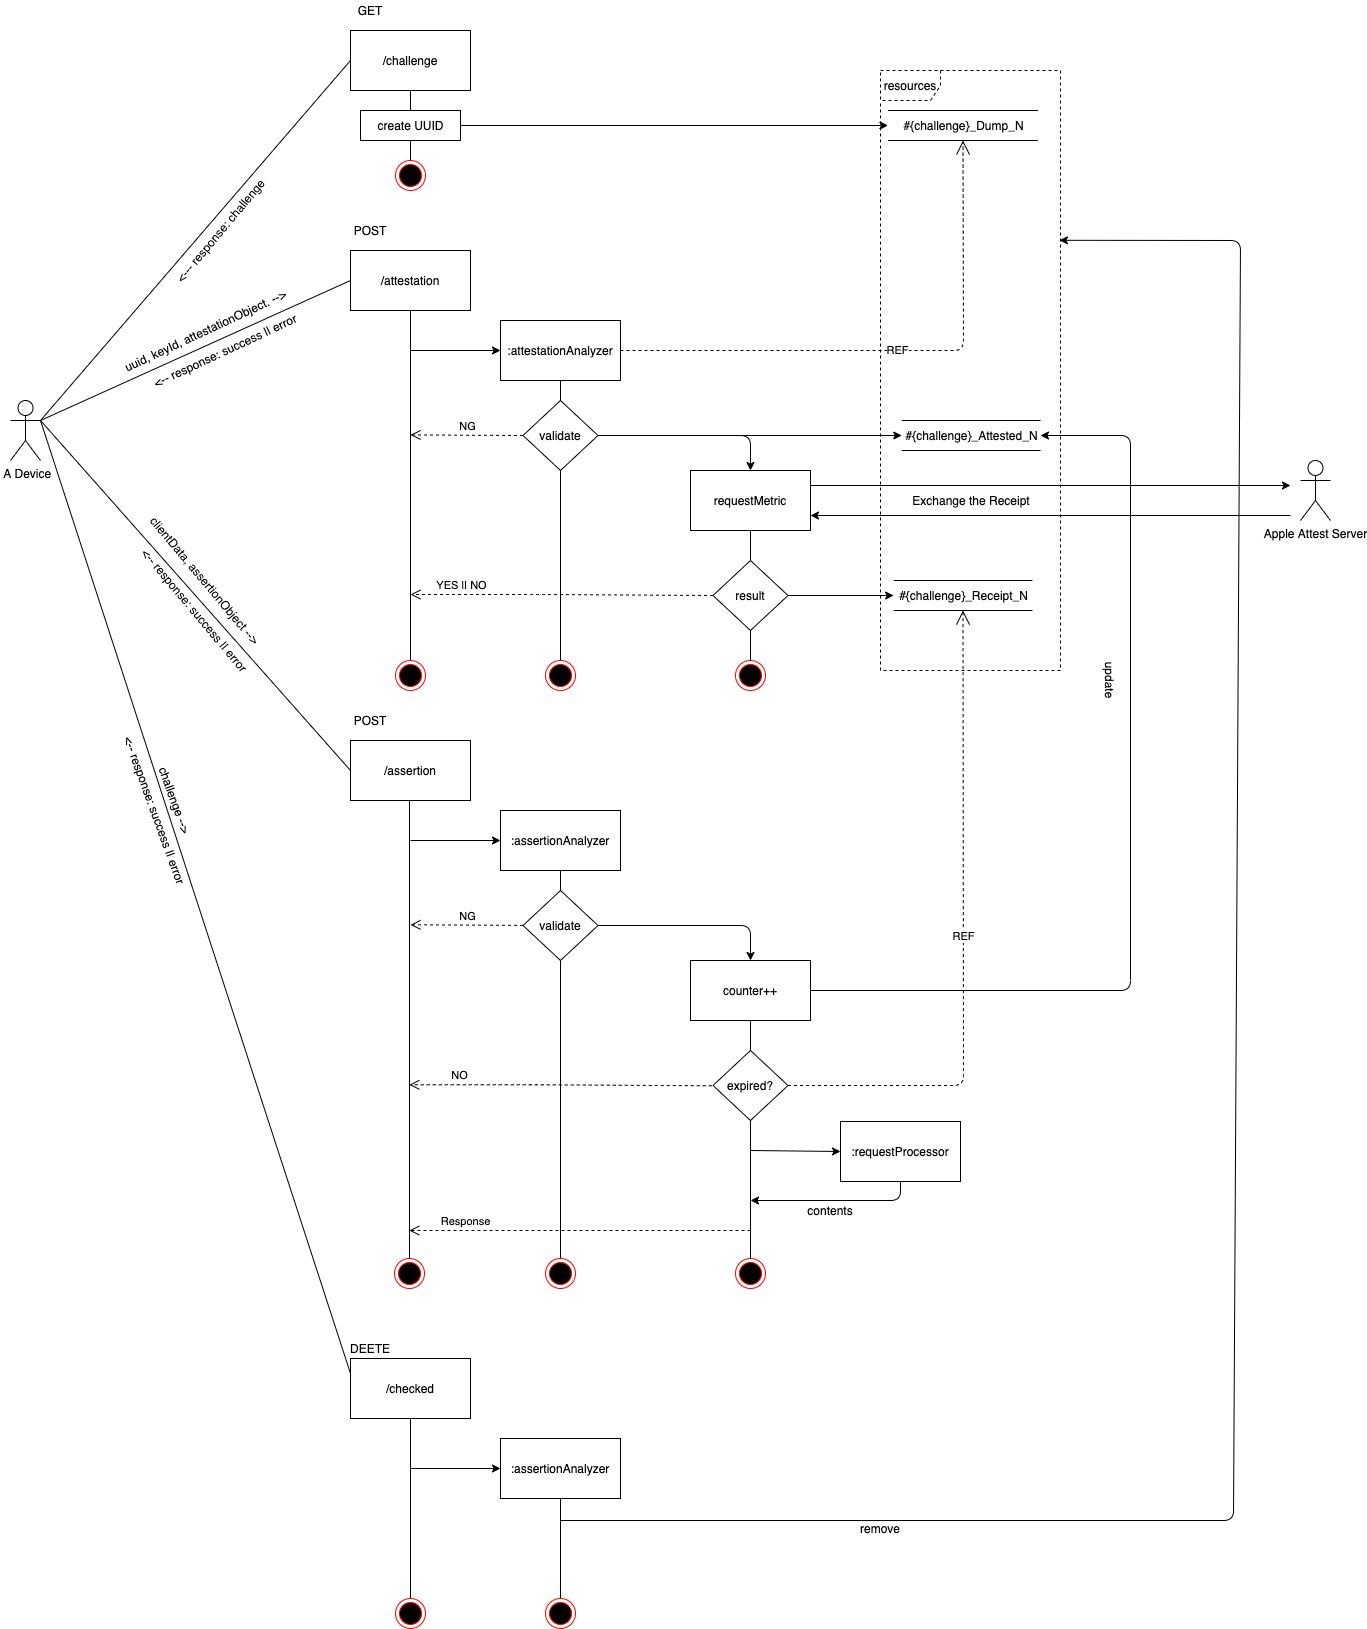 GET
/challenge
resources
create UUID
#{challenge}_Dump_N
<--- response: challenge
POST
/attestation
uuid, keyId, attestationObject. -->
<-- response: success || error
:attestationAnalyzer
REF
NG
validate
#{challenge}_Attested_N
A Device
requestMetric
Exchange the Receipt
Apple Attest Server
clientData, assertionObject -->
<-- response: success || error
YES || NO
result
#{challenge}_Receipt_N
update
POST
/assertion
challenge -->
<-- response: success || error
:assertionAnalyzer
NG
validate
REF
counter++
NO
expired?
:requestProcessor
contents
Response
DEETE
/checked
:assertionAnalyzer
remove